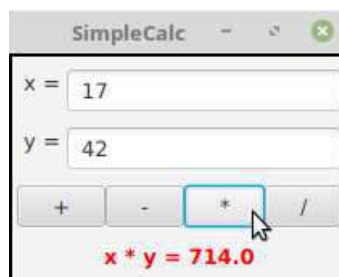 SimpleCalc
x = 17
y = 42
+ - * /
x * y = 714.0